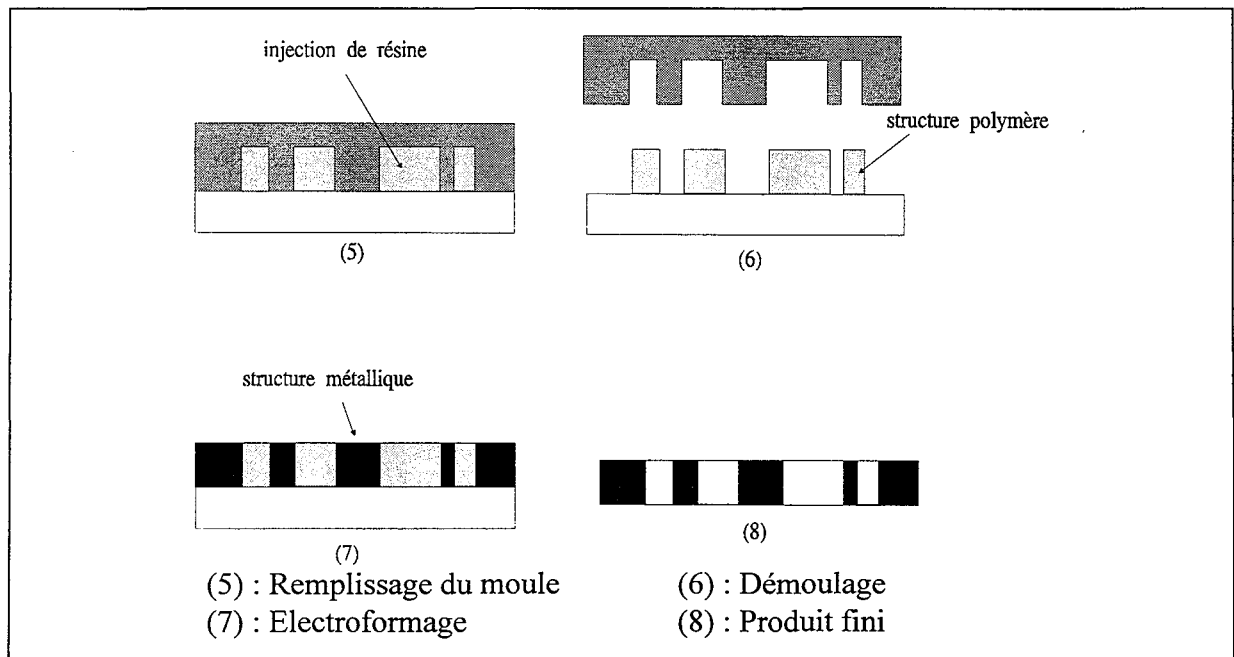 injection de résine
structure polymère
(5)
(6)
structure métallique
(7)
(8)
(5) : Remplissage du moule
(6) : Démoulage
(7) : Electroformage
(8) : Produit fini